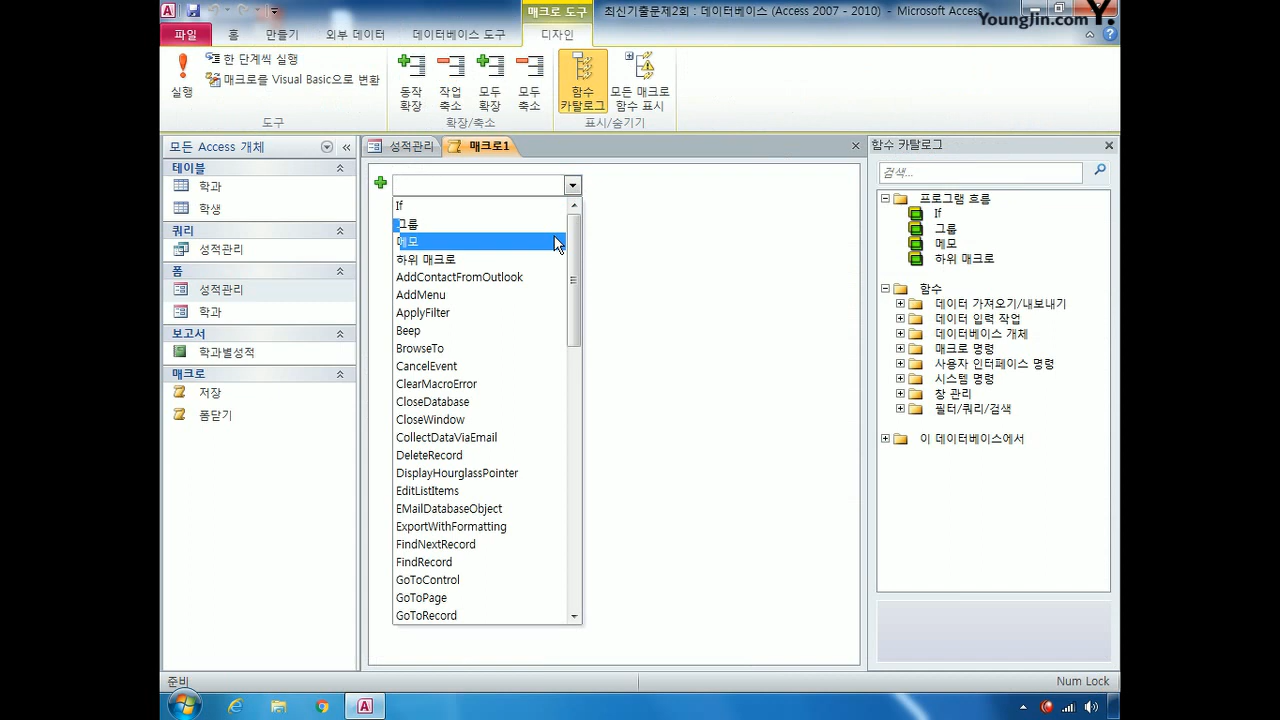 매크로 도구
최신기출문제2회 : 데이터베이스 (Access 2007 - 2010) - Microsoft Access
YoungJin.com Y.
파일 홈 만들기 외부 데이터 데이터베이스 도구 디자인
실행
한 단계씩 실행
매크로를 Visual Basic으로 변환
도구
동작 확장
작업 축소
모두 확장
모두 축소
확장/축소
함수 카탈로그
모든 매크로 함수 표시
표시/숨기기
모든 Access 개체
테이블
학과
학생
쿼리
성적관리
폼
성적관리
학과
보고서
학과별성적
매크로
저장
폼닫기
성적관리 매크로1
If
그룹
메모
하위 매크로
AddContactFromOutlook
AddMenu
ApplyFilter
Beep
BrowseTo
CancelEvent
ClearMacroError
CloseDatabase
CloseWindow
CollectDataViaEmail
DeleteRecord
DisplayHourglassPointer
EditListItems
EMailDatabaseObject
ExportWithFormatting
FindNextRecord
FindRecord
GoToControl
GoToPage
GoToRecord
함수 카탈로그
검색...
프로그램 흐름
If
그룹
메모
하위 매크로
함수
데이터 가져오기/내보내기
데이터 입력 작업
데이터베이스 개체
매크로 명령
사용자 인터페이스 명령
시스템 명령
창 관리
필터/쿼리/검색
이 데이터베이스에서
준비
Num Lock